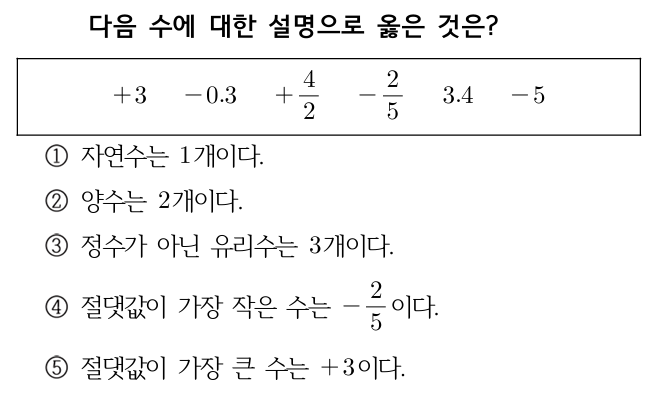 다음 수에 대한 설명으로 옳은 것은?
+3 −0.3 +4/2 −2/5 3.4 −5
① 자연수는 1개이다.
② 양수는 2개이다.
③ 정수가 아닌 유리수는 3개이다.
④ 절댓값이 가장 작은 수는 −2/5이다.
⑤ 절댓값이 가장 큰 수는 +3이다.